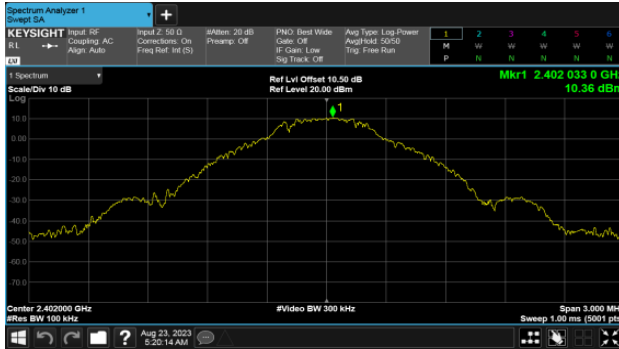 Spectrum Analyzer 1
Swept SA
+
KEYSIGHT Input: RF Input Z: 50 Ω #Atten: 20 dB PNO: Best Wide Avg Type: Log-Power 1 2 3 4 5 6
RL Coupling: AC Corrections: On Preamp: Off Gate: Off Avg|Hold: 50/50 M W W W W W
Align: Auto Freq Ref: Int (S) IF Gain: Low Trig: Free Run
Sig Track: Off P N N N N N
LXI
1 Spectrum
Ref Lvl Offset 10.50 dB Mkr1 2.402 033 0 GHz
Scale/Div 10 dB Ref Level 20.00 dBm 10.36 dBm
Log
1
10.0
0.00
-10.0
-20.0
-30.0
-40.0
-50.0
-60.0
-70.0
Center 2.402000 GHz #Video BW 300 kHz Span 3.000 MHz
#Res BW 100 kHz Sweep 1.00 ms (5001 pts)
? Aug 23, 2023
5:20:14 AM